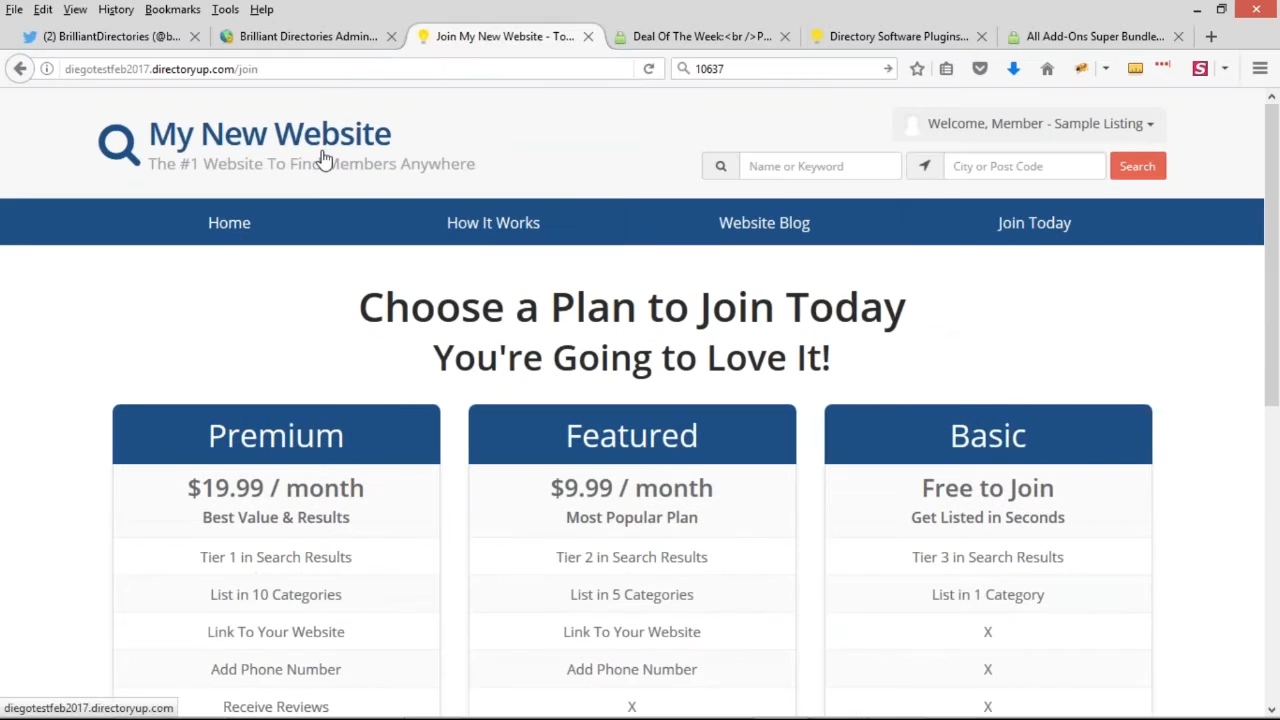 File Edit View History Bookmarks Tools Help
(2) BrilliantDirectories (@b...
Brilliant Directories Admin...
Join My New Website - To...
Deal Of The Week:<br />P...
Directory Software Plugins...
All Add-Ons Super Bundle...
diegotestfeb2017.directoryup.com/join
10637
S
My New Website
The #1 Website To Find Members Anywhere
Welcome, Member - Sample Listing
Name or Keyword
City or Post Code
Search
Home
How It Works
Website Blog
Join Today
Choose a Plan to Join Today
You're Going to Love It!
Premium
$19.99 / month
Best Value & Results
Tier 1 in Search Results
List in 10 Categories
Link To Your Website
Add Phone Number
Receive Reviews
Featured
$9.99 / month
Most Popular Plan
Tier 2 in Search Results
List in 5 Categories
Link To Your Website
Add Phone Number
X
Basic
Free to Join
Get Listed in Seconds
Tier 3 in Search Results
List in 1 Category
X
X
X
diegotestfeb2017.directoryup.com